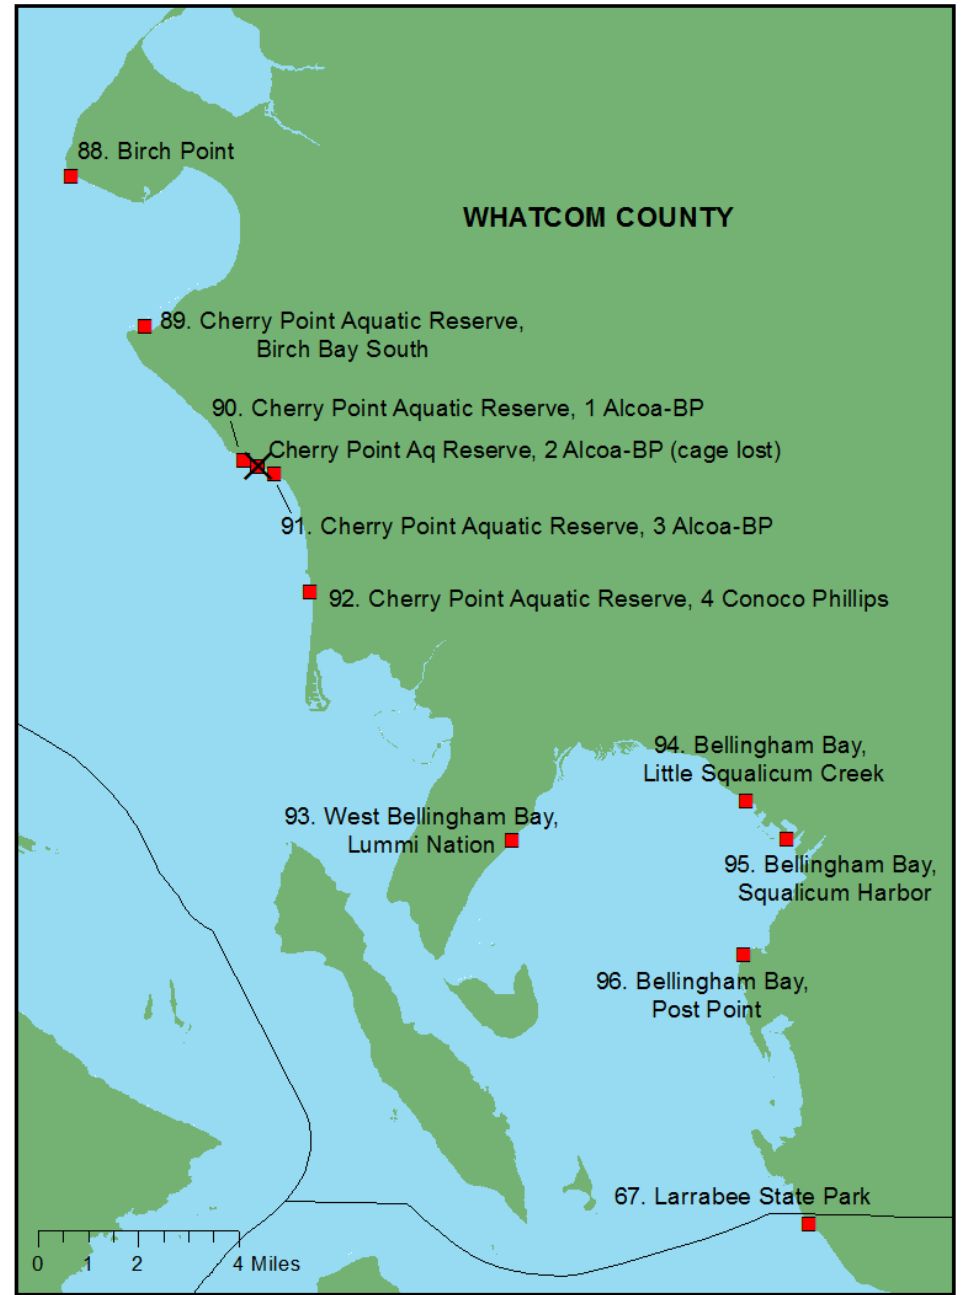 88. Birch Point
WHATCOM COUNTY
89. Cherry Point Aquatic Reserve,
Birch Bay South
90. Cherry Point Aquatic Reserve, 1 Alcoa-BP
Cherry Point Aq Reserve, 2 Alcoa-BP (cage lost)
91. Cherry Point Aquatic Reserve, 3 Alcoa-BP
92. Cherry Point Aquatic Reserve, 4 Conoco Phillips
94. Bellingham Bay,
Little Squalicum Creek
93. West Bellingham Bay,
Lummi Nation
95. Bellingham Bay,
Squalicum Harbor
96. Bellingham Bay,
Post Point
67. Larrabee State Park
0 1 2 4 Miles